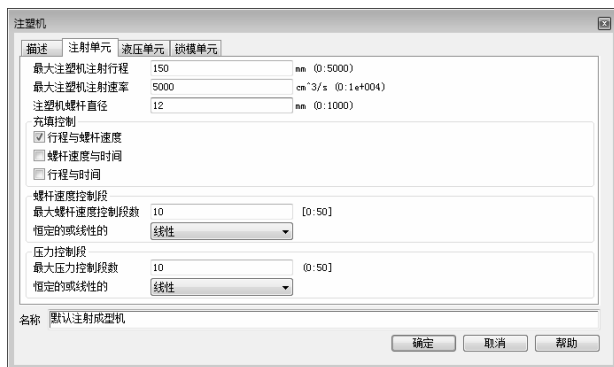 注塑机
描述 注射单元 液压单元 锁模单元
最大注塑机注射行程 150 mm (0:5000)
最大注塑机注射速率 5000 cm^3/s (0:1e+004)
注塑机螺杆直径 12 mm (0:1000)
充填控制
行程与螺杆速度
螺杆速度与时间
行程与时间
螺杆速度控制段
最大螺杆速度控制段数 10 [0:50]
恒定的或线性的 线性
压力控制段
最大压力控制段数 10 (0:50]
恒定的或线性的 线性
名称 默认注射成型机
确定 取消 帮助